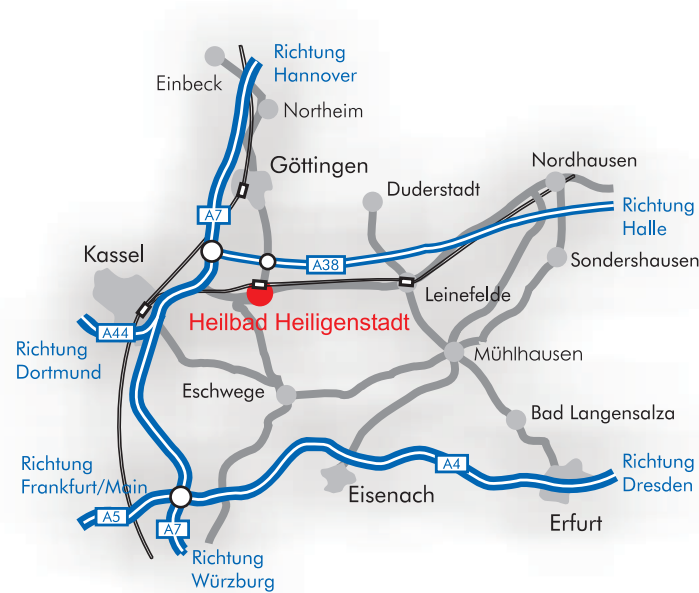 Richtung
Hannover
Einbeck
Northeim
Göttingen
Nordhausen
Duderstadt
A7
Richtung
Halle
Kassel
A38
Sondershausen
Leinefelde
Heilbad Heiligenstadt
A44
Richtung
Dortmund
Mühlhausen
Eschwege
Bad Langensalza
Richtung
Frankfurt/Main
A4
Richtung
Dresden
Eisenach
A5
A7
Erfurt
Richtung
Würzburg